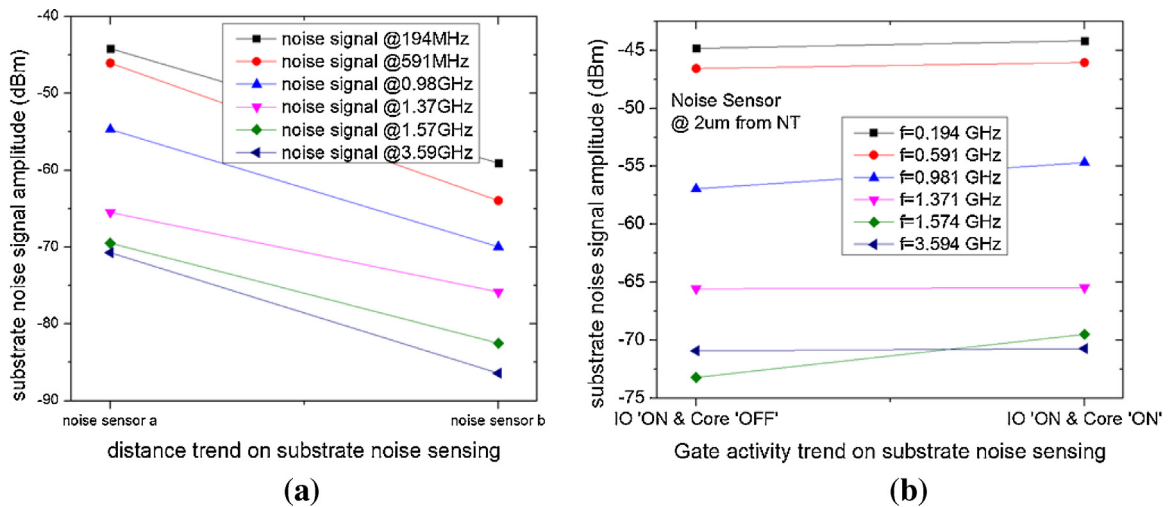 -40
-50
-60
-70
-80
-90
substrate noise signal amplitude (dBm)
noise signal @194MHz
noise signal @591MHz
noise signal @0.98GHz
noise signal @1.37GHz
noise signal @1.57GHz
noise signal @3.59GHz
noise sensor a
noise sensor b
distance trend on substrate noise sensing
(a)
-45
-50
-55
-60
-65
-70
-75
substrate noise signal amplitude (dBm)
Noise Sensor
@ 2um from NT
f=0.194 GHz
f=0.591 GHz
f=0.981 GHz
f=1.371 GHz
f=1.574 GHz
f=3.594 GHz
IO 'ON & Core 'OFF'
IO 'ON & Core 'ON'
Gate activity trend on substrate noise sensing
(b)